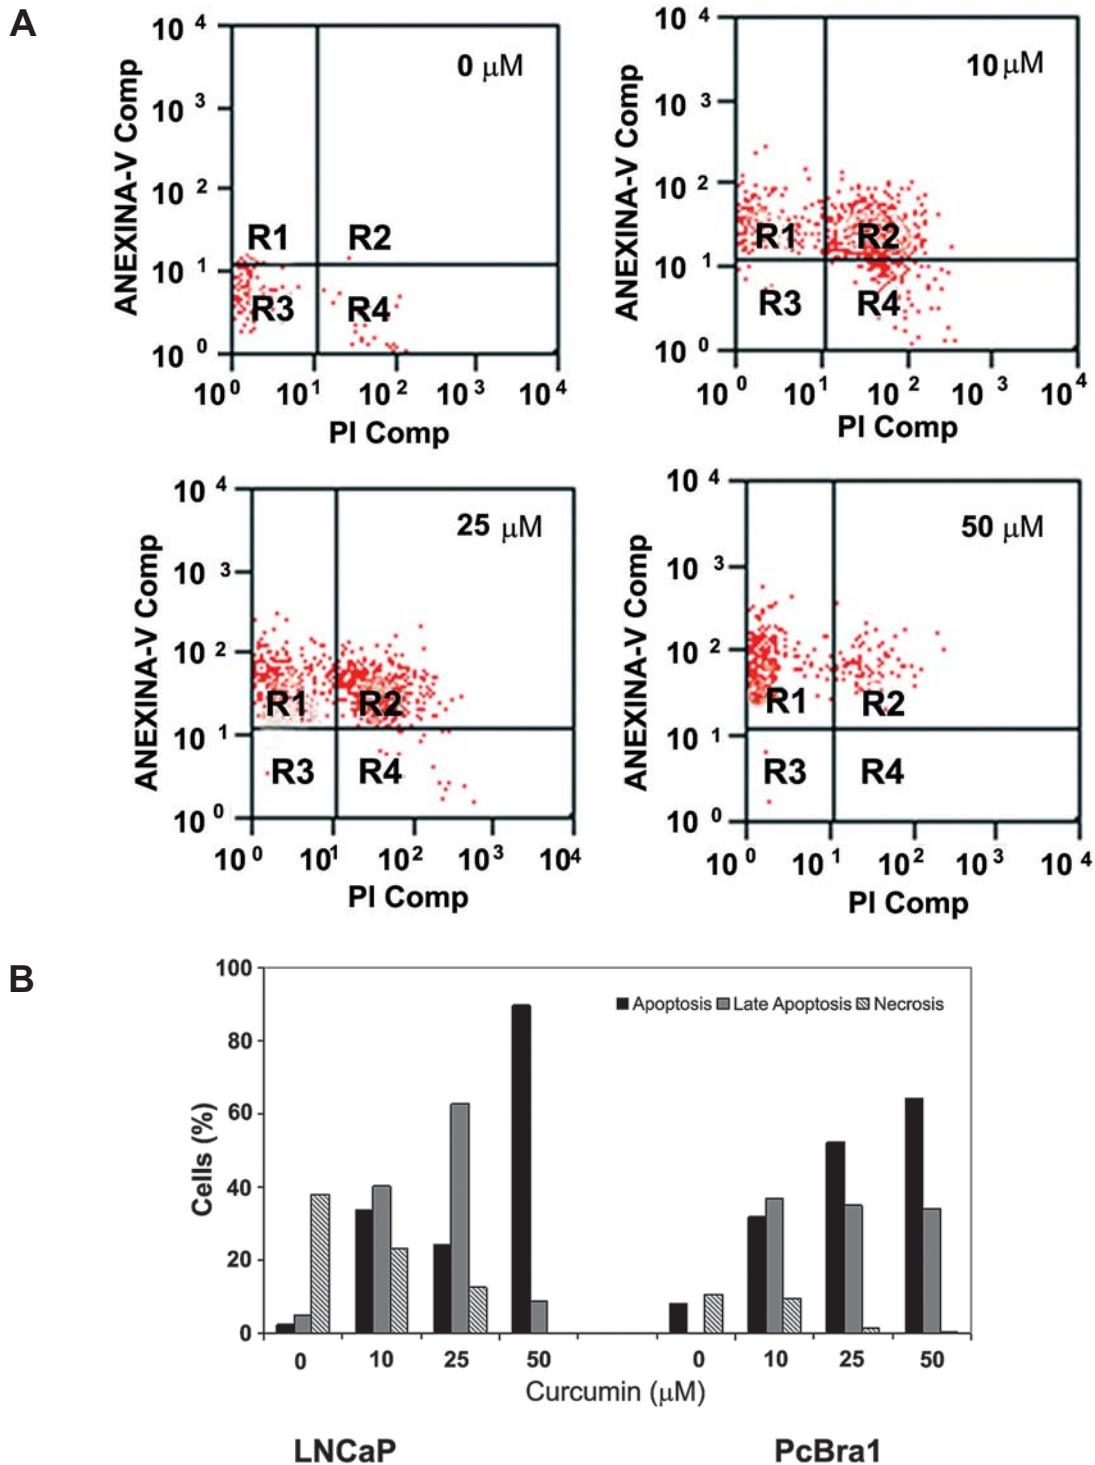 A
0 μM
10 μM
ANEXINA-V Comp
10 4
10 3
10 2
10 1
10 0
R1
R2
R3
R4
10 0 10 1 10 2 10 3 10 4
PI Comp
ANEXINA-V Comp
10 4
10 3
10 2
10 1
10 0
R1
R2
R3
R4
10 0 10 1 10 2 10 3 10 4
PI Comp
25 μM
ANEXINA-V Comp
10 4
10 3
10 2
10 1
10 0
R1
R2
R3
R4
10 0 10 1 10 2 10 3 10 4
PI Comp
50 μM
ANEXINA-V Comp
10 4
10 3
10 2
10 1
10 0
R1
R2
R3
R4
10 0 10 1 10 2 10 3 10 4
PI Comp
B
Apoptosis Late Apoptosis Necrosis
Cells (%)
100
80
60
40
20
0
0 10 25 50 0 10 25 50
Curcumin (μM)
LNCaP PcBra1